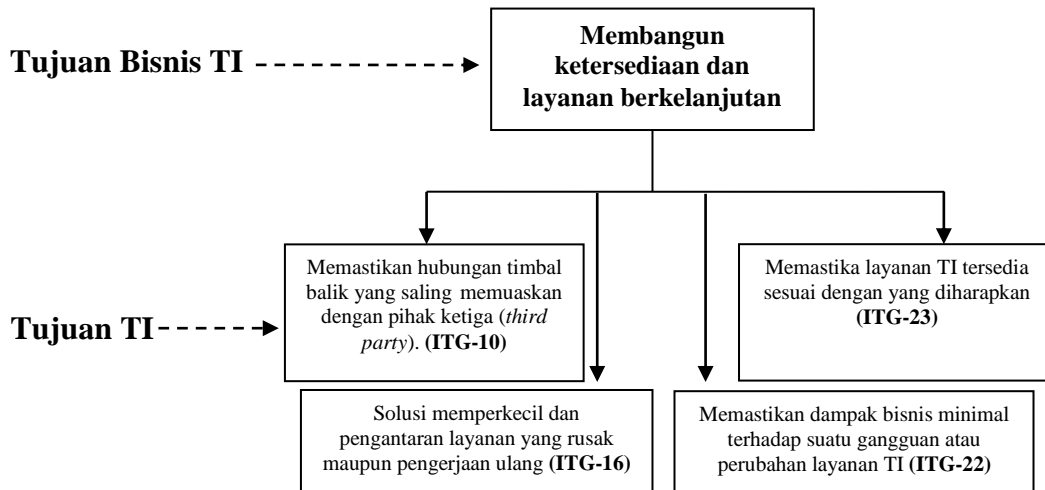 Tujuan Bisnis TI
Membangun
ketersediaan dan
layanan berkelanjutan
Tujuan TI
Memastikan hubungan timbal
balik yang saling memuaskan
dengan pihak ketiga (third
party). (ITG-10)
Memastika layanan TI tersedia
sesuai dengan yang diharapkan
(ITG-23)
Solusi memperkecil dan
pengantaran layanan yang rusak
maupun pengerjaan ulang (ITG-16)
Memastikan dampak bisnis minimal
terhadap suatu gangguan atau
perubahan layanan TI (ITG-22)